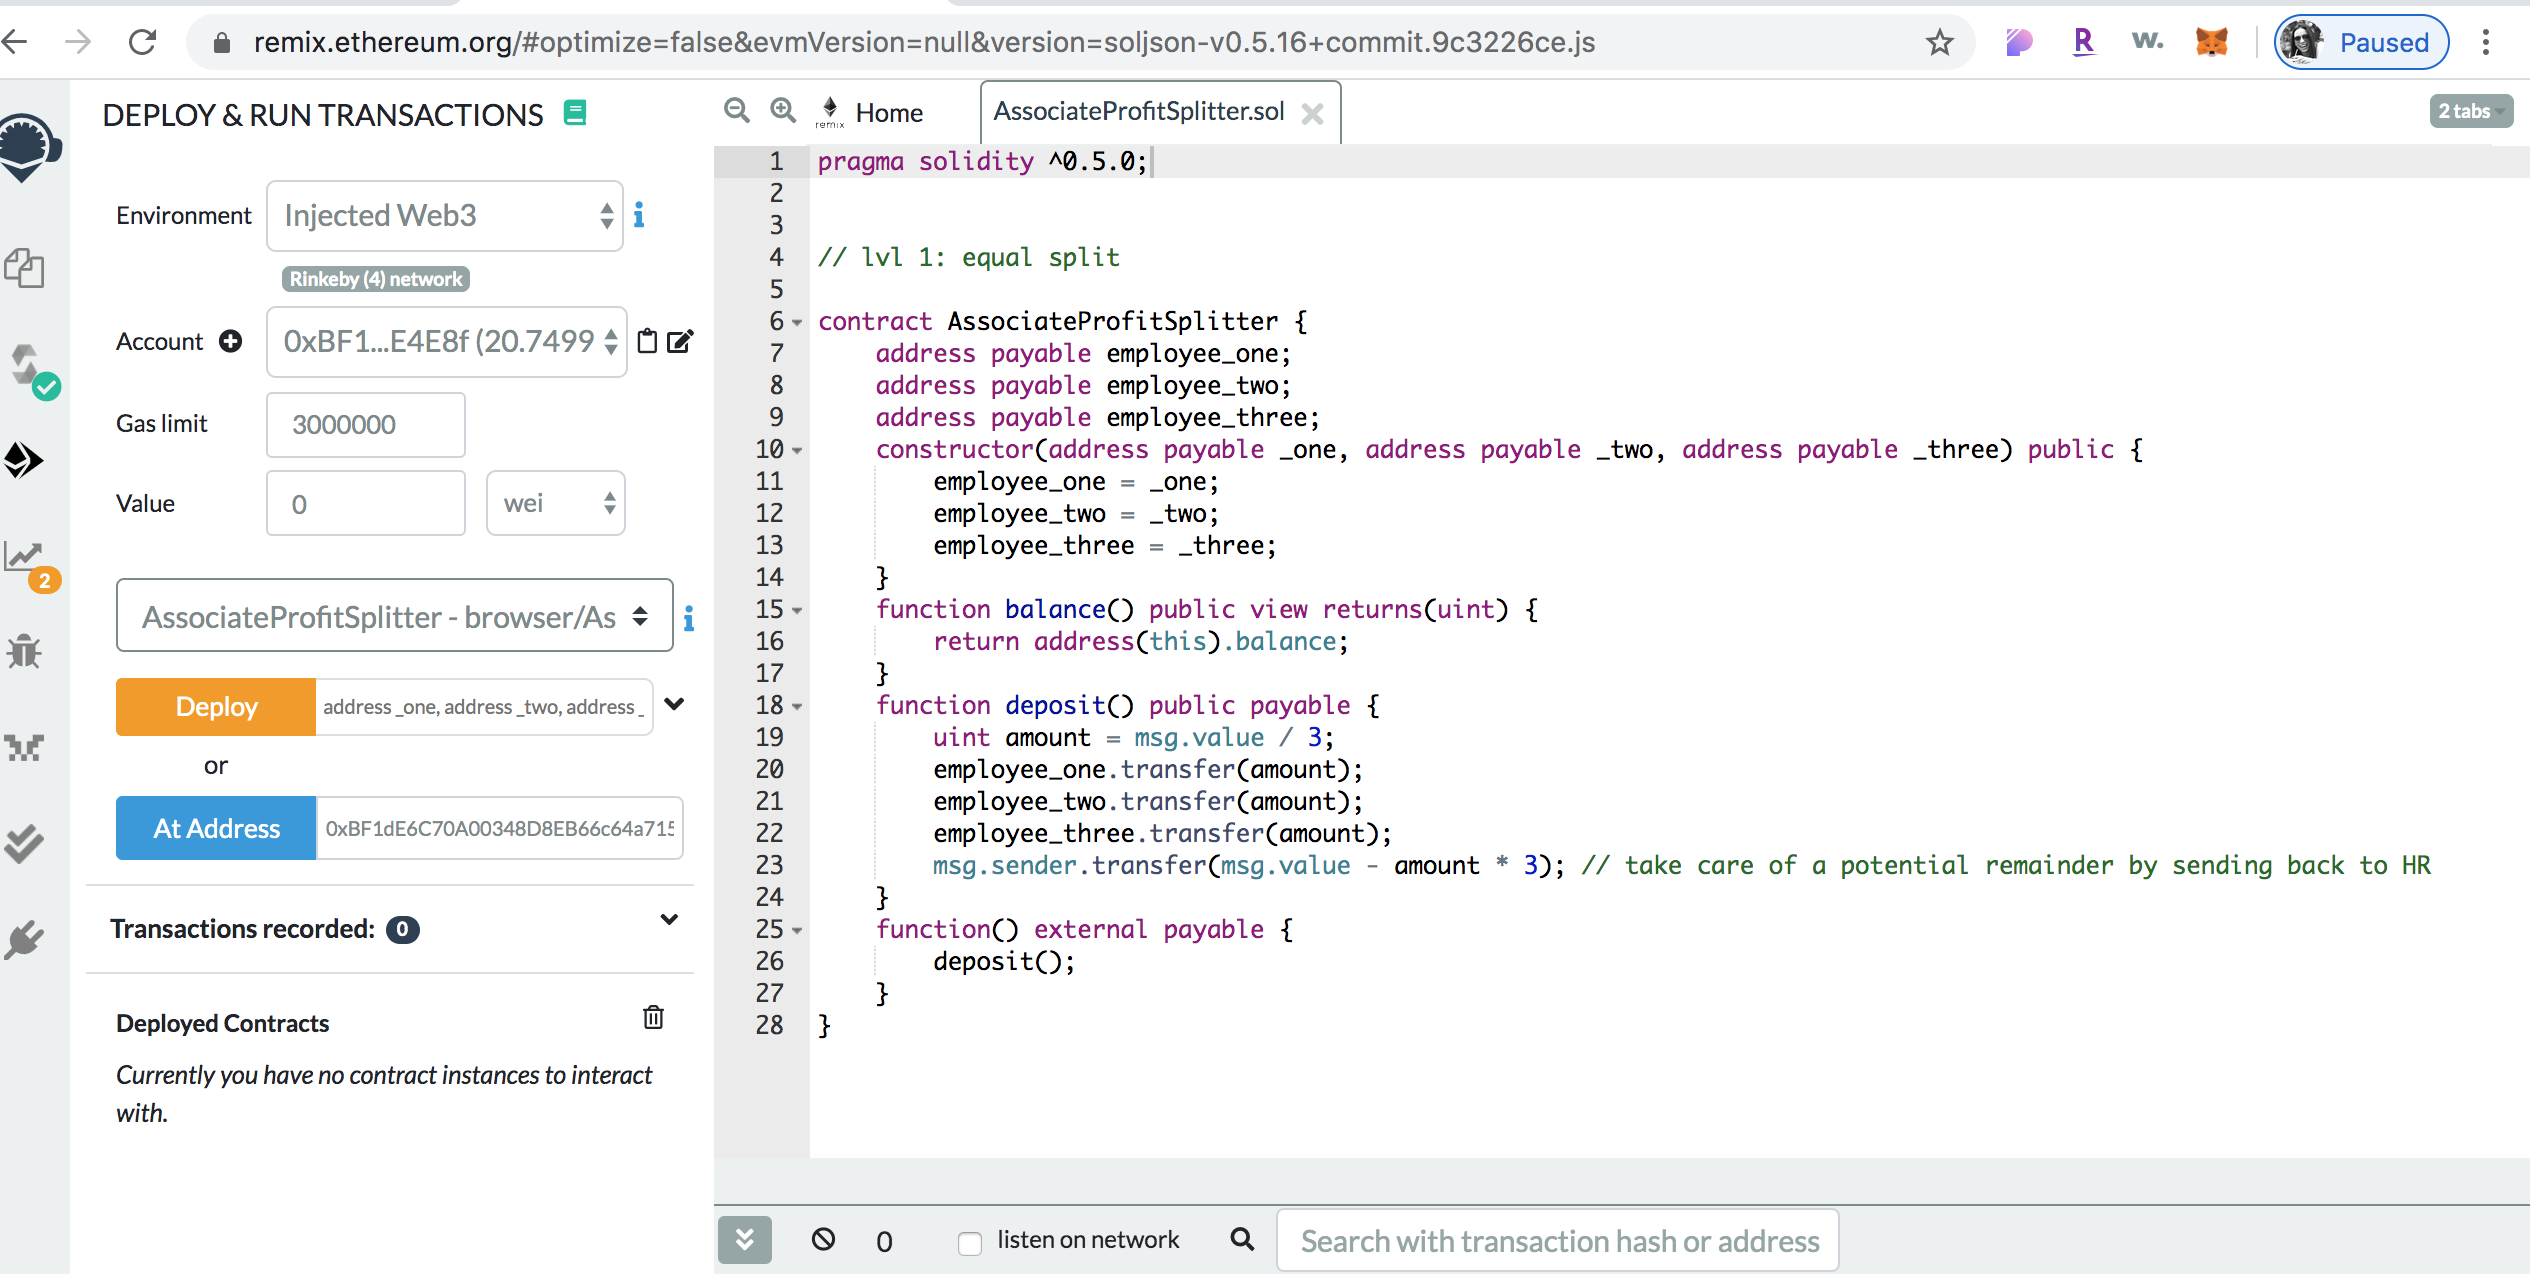 remix.ethereum.org/#optimize=false&evmVersion=null&version=soljson-v0.5.16+commit.9c3226ce.js
R
w.
Paused
DEPLOY & RUN TRANSACTIONS
remix
Home
AssociateProfitSplitter.sol
2 tabs
Environment
Injected Web3
Rinkeby (4) network
Account
0xBF1...E4E8f (20.7499
Gas limit
3000000
Value
0
wei
2
AssociateProfitSplitter - browser/As
Deploy
address _one, address _two, address _
or
At Address
0xBF1dE6C70A00348D8EB66c64a715
Transactions recorded: 0
Deployed Contracts
Currently you have no contract instances to interact
with.
1 pragma solidity ^0.5.0;
2
3
4 // lvl 1: equal split
5
6 contract AssociateProfitSplitter {
7 address payable employee_one;
8 address payable employee_two;
9 address payable employee_three;
10 constructor(address payable _one, address payable _two, address payable _three) public {
11 employee_one = _one;
12 employee_two = _two;
13 employee_three = _three;
14 }
15 function balance() public view returns(uint) {
16 return address(this).balance;
17 }
18 function deposit() public payable {
19 uint amount = msg.value / 3;
20 employee_one.transfer(amount);
21 employee_two.transfer(amount);
22 employee_three.transfer(amount);
23 msg.sender.transfer(msg.value - amount * 3); // take care of a potential remainder by sending back to HR
24 }
25 function() external payable {
26 deposit();
27 }
28 }
0
listen on network
Search with transaction hash or address